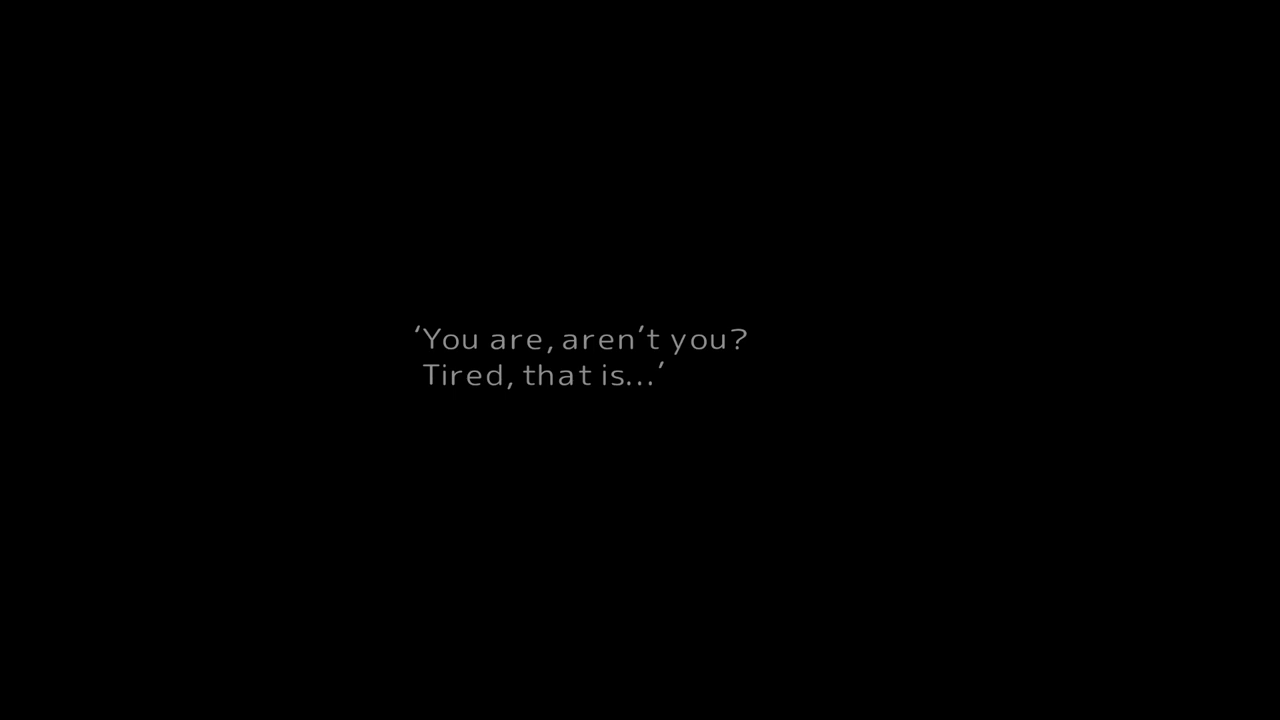 ‘You are, aren’t you?
Tired, that is...’